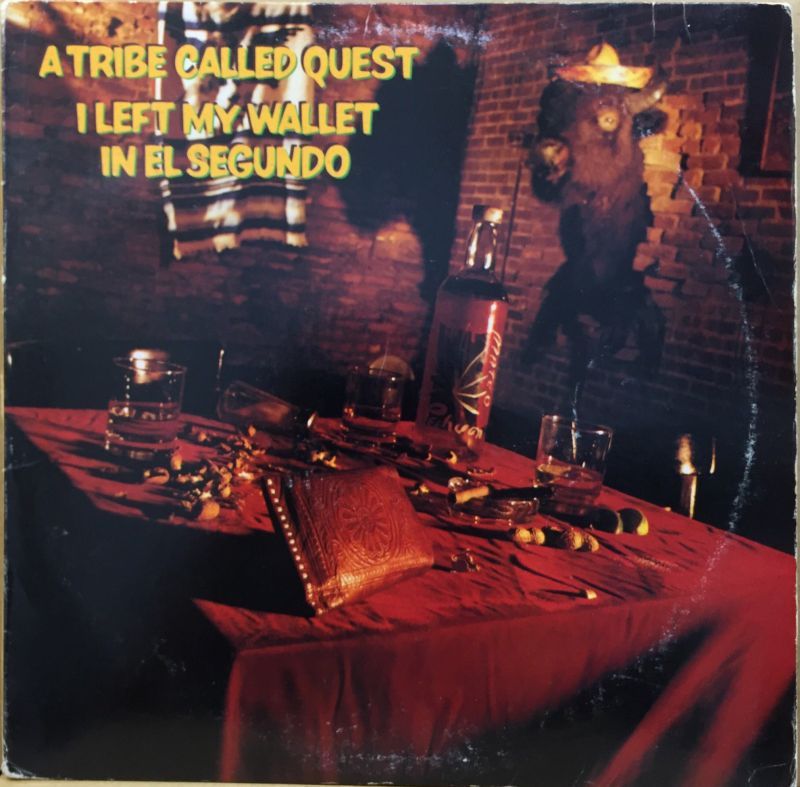 A TRIBE CALLED QUEST
I LEFT MY WALLET
IN EL SEGUNDO